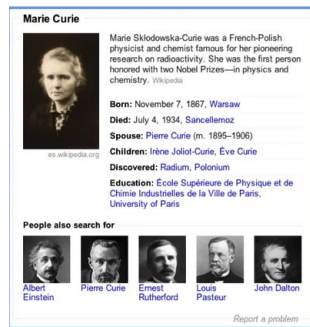 Marie Curie
Marie Skłodowska-Curie was a French-Polish
physicist and chemist famous for her pioneering
research on radioactivity. She was the first person
honored with two Nobel Prizes—in physics and
chemistry. Wikipedia
Born: November 7, 1867, Warsaw
Died: July 4, 1934, Sancellemoz
Spouse: Pierre Curie (m. 1895–1906)
es.wikipedia.org
Children: Irène Joliot-Curie, Ève Curie
Discovered: Radium, Polonium
Education: École Supérieure de Physique et de
Chimie Industrielles de la Ville de Paris,
University of Paris
People also search for
Albert Einstein
Pierre Curie
Ernest Rutherford
Louis Pasteur
John Dalton
Report a problem